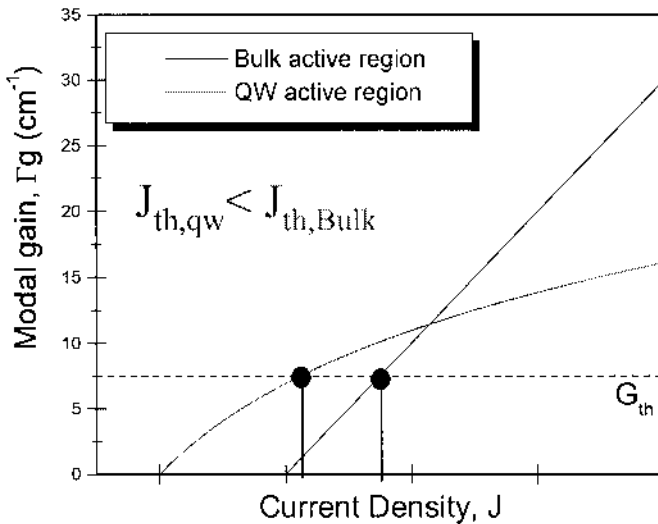 35
30
25
20
15
10
5
0
Modal gain, Γg (cm⁻¹)
Bulk active region
QW active region
J_th,qw < J_th,Bulk
G_th
Current Density, J